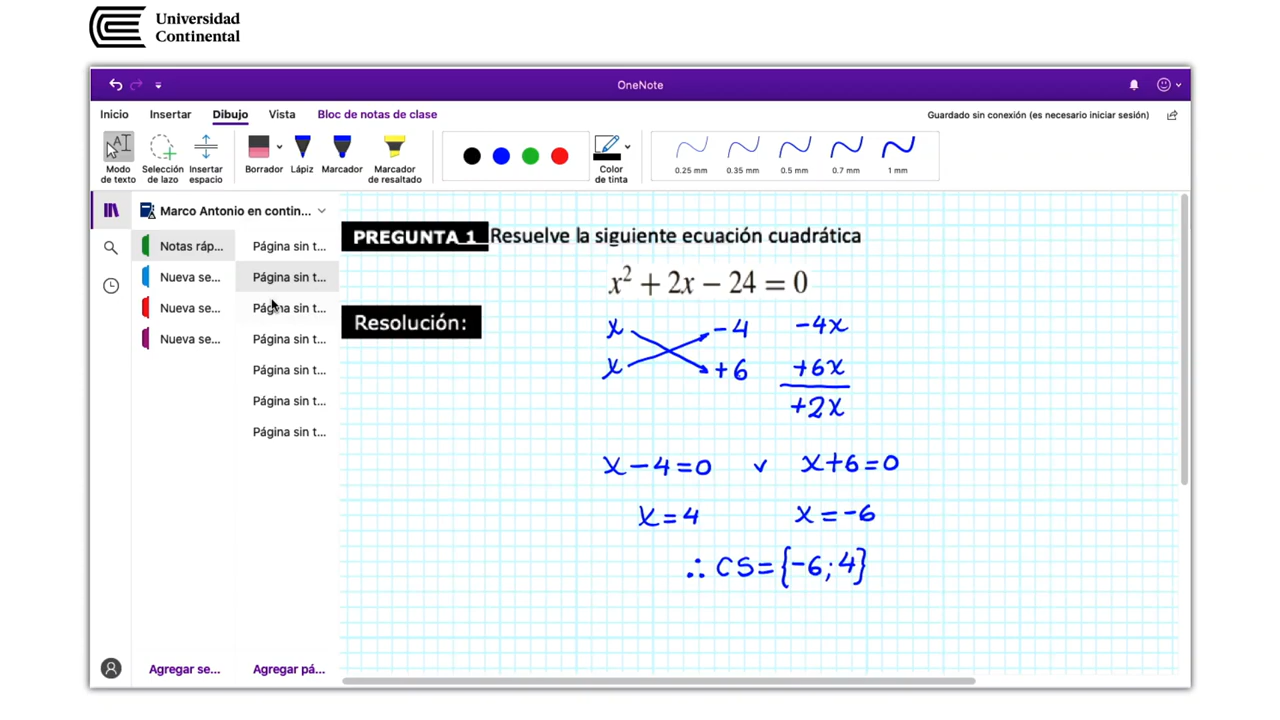 Universidad
Continental
OneNote
Inicio Insertar Dibujo Vista Bloc de notas de clase
Guardado sin conexión (es necesario iniciar sesión)
Modo de texto
Selección de lazo
Insertar espacio
Borrador
Lápiz
Marcador
Marcador de resaltado
Color de tinta
0.25 mm 0.35 mm 0.5 mm 0.7 mm 1 mm
Marco Antonio en contin...
Notas ráp...
Nueva se...
Nueva se...
Nueva se...
Página sin t...
Página sin t...
Página sin t...
Página sin t...
Página sin t...
Página sin t...
Página sin t...
Agregar se...
Agregar pá...
PREGUNTA 1 Resuelve la siguiente ecuación cuadrática
x² + 2x − 24 = 0
Resolución:
x −4 −4x
x +6 +6x
+2x
x−4=0 ∨ x+6=0
x=4 x=−6
∴ CS={−6;4}